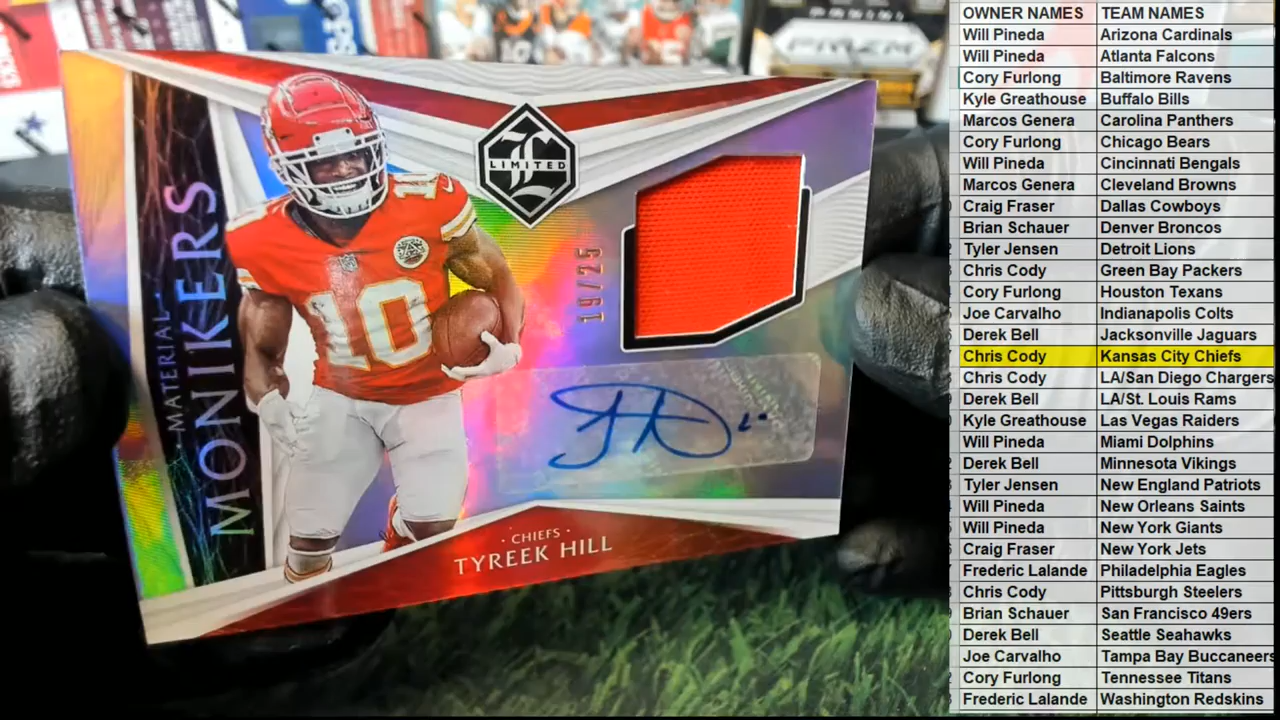 MATERIAL
MONIKERS
LIMITED
L
10
10
19/25
· CHIEFS ·
TYREEK HILL
OWNER NAMES TEAM NAMES
Will Pineda Arizona Cardinals
Will Pineda Atlanta Falcons
Cory Furlong Baltimore Ravens
Kyle Greathouse Buffalo Bills
Marcos Genera Carolina Panthers
Cory Furlong Chicago Bears
Will Pineda Cincinnati Bengals
Marcos Genera Cleveland Browns
Craig Fraser Dallas Cowboys
Brian Schauer Denver Broncos
Tyler Jensen Detroit Lions
Chris Cody Green Bay Packers
Cory Furlong Houston Texans
Joe Carvalho Indianapolis Colts
Derek Bell Jacksonville Jaguars
Chris Cody Kansas City Chiefs
Chris Cody LA/San Diego Chargers
Derek Bell LA/St. Louis Rams
Kyle Greathouse Las Vegas Raiders
Will Pineda Miami Dolphins
Derek Bell Minnesota Vikings
Tyler Jensen New England Patriots
Will Pineda New Orleans Saints
Will Pineda New York Giants
Craig Fraser New York Jets
Frederic Lalande Philadelphia Eagles
Chris Cody Pittsburgh Steelers
Brian Schauer San Francisco 49ers
Derek Bell Seattle Seahawks
Joe Carvalho Tampa Bay Buccaneers
Cory Furlong Tennessee Titans
Frederic Lalande Washington Redskins